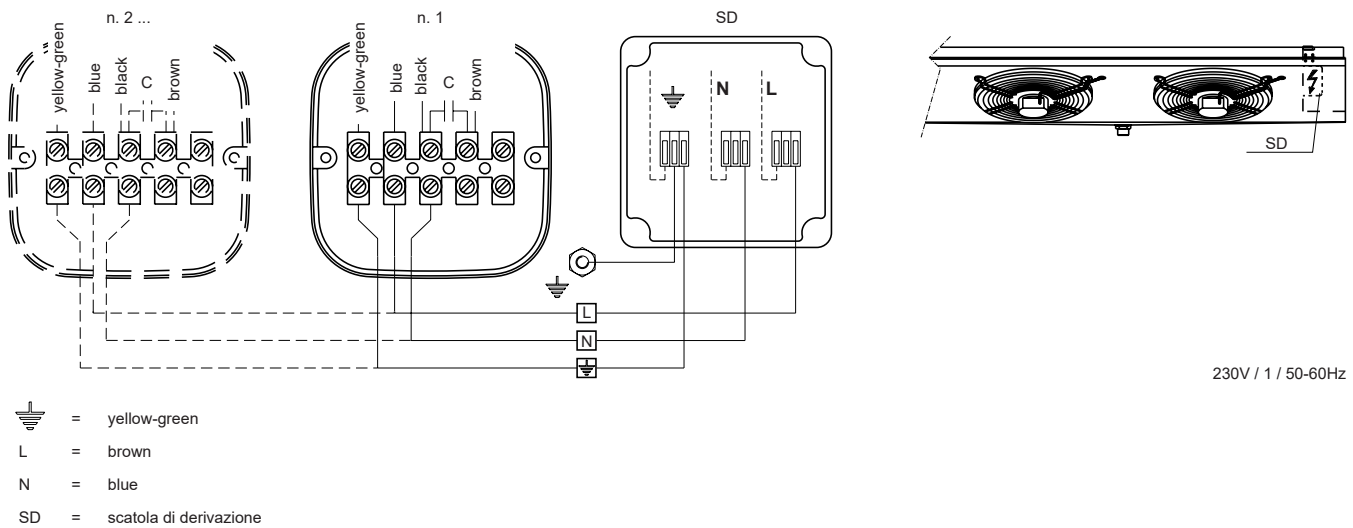 n. 2 ...
n. 1
SD
yellow-green
blue
black
C
brown
yellow-green
blue
black
C
brown
N
L
SD
L
N
230V / 1 / 50-60Hz
= yellow-green
L = brown
N = blue
SD = scatola di derivazione